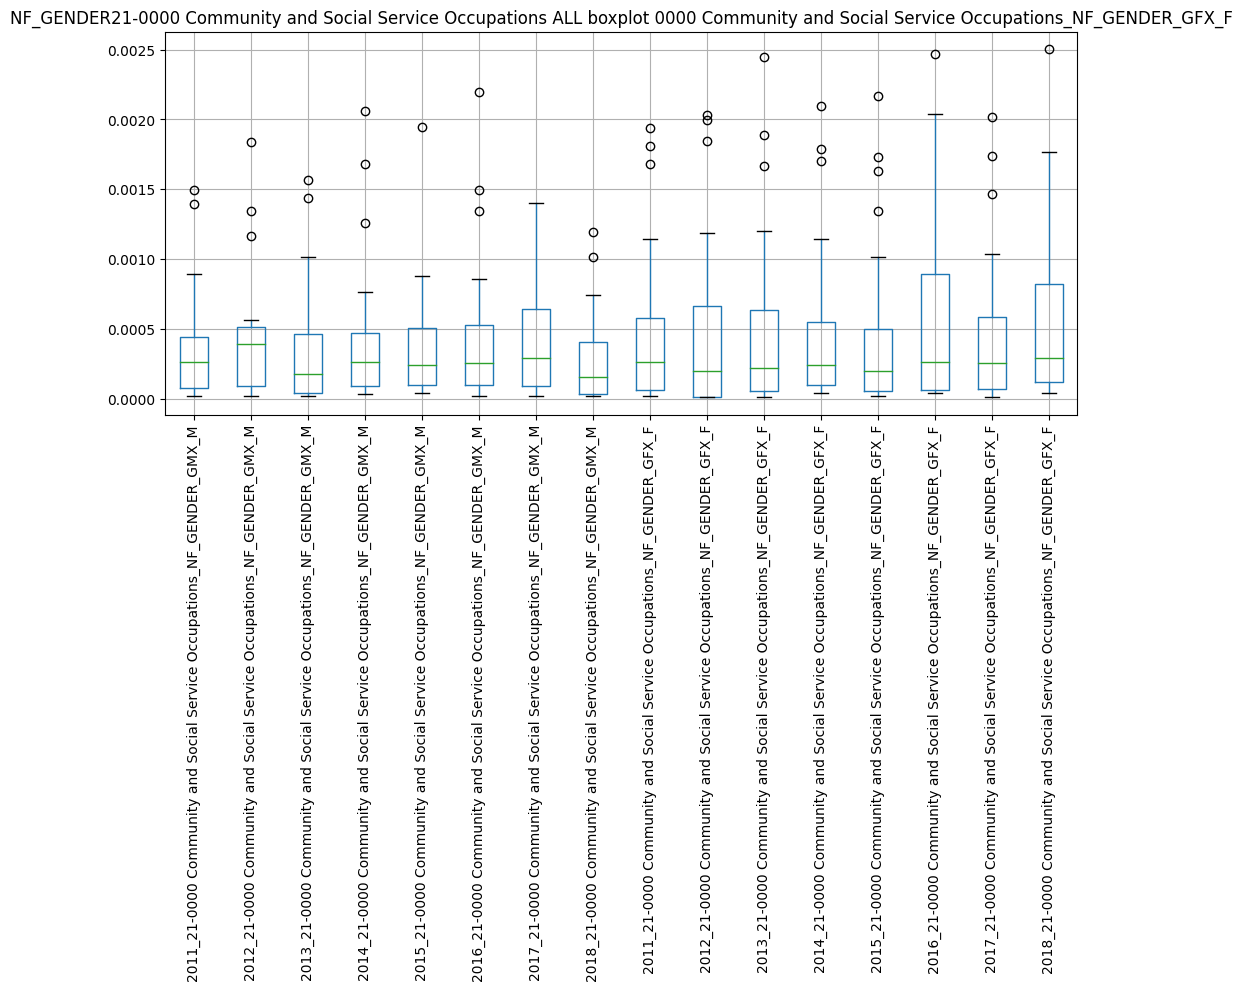 NF_GENDER21-0000 Community and Social Service Occupations ALL boxplot 0000 Community and Social Service Occupations_NF_GENDER_GFX_F
0.0025
0.0020
0.0015
0.0010
0.0005
0.0000
2011_21-0000 Community and Social Service Occupations_NF_GENDER_GMX_M
2012_21-0000 Community and Social Service Occupations_NF_GENDER_GMX_M
2013_21-0000 Community and Social Service Occupations_NF_GENDER_GMX_M
2014_21-0000 Community and Social Service Occupations_NF_GENDER_GMX_M
2015_21-0000 Community and Social Service Occupations_NF_GENDER_GMX_M
2016_21-0000 Community and Social Service Occupations_NF_GENDER_GMX_M
2017_21-0000 Community and Social Service Occupations_NF_GENDER_GMX_M
2018_21-0000 Community and Social Service Occupations_NF_GENDER_GMX_M
2011_21-0000 Community and Social Service Occupations_NF_GENDER_GFX_F
2012_21-0000 Community and Social Service Occupations_NF_GENDER_GFX_F
2013_21-0000 Community and Social Service Occupations_NF_GENDER_GFX_F
2014_21-0000 Community and Social Service Occupations_NF_GENDER_GFX_F
2015_21-0000 Community and Social Service Occupations_NF_GENDER_GFX_F
2016_21-0000 Community and Social Service Occupations_NF_GENDER_GFX_F
2017_21-0000 Community and Social Service Occupations_NF_GENDER_GFX_F
2018_21-0000 Community and Social Service Occupations_NF_GENDER_GFX_F